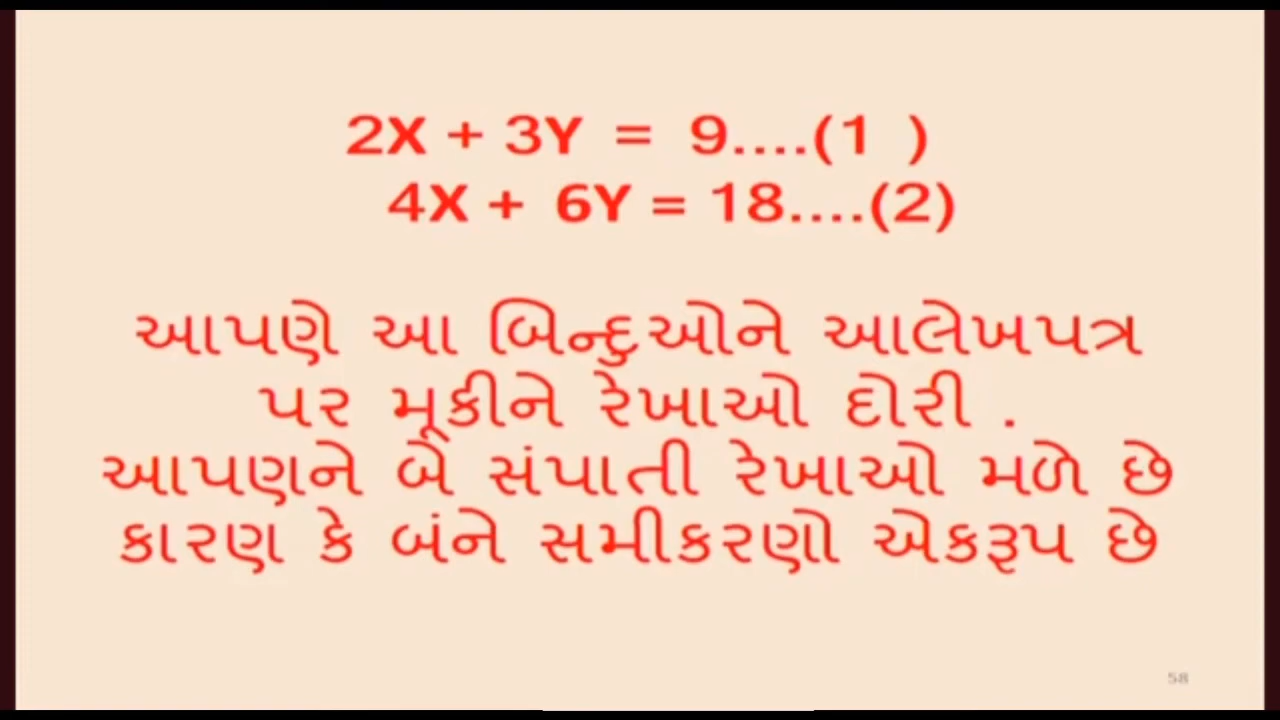 2X + 3Y = 9....(1 )
4X + 6Y = 18....(2)
આપણે આ બિન્દુઓને આલેખપત્ર
પર મૂકીને રેખાઓ દોરી .
આપણને બે સંપાતી રેખાઓ મળે છે
કારણ કે બંને સમીકરણો એકરૂપ છે
58